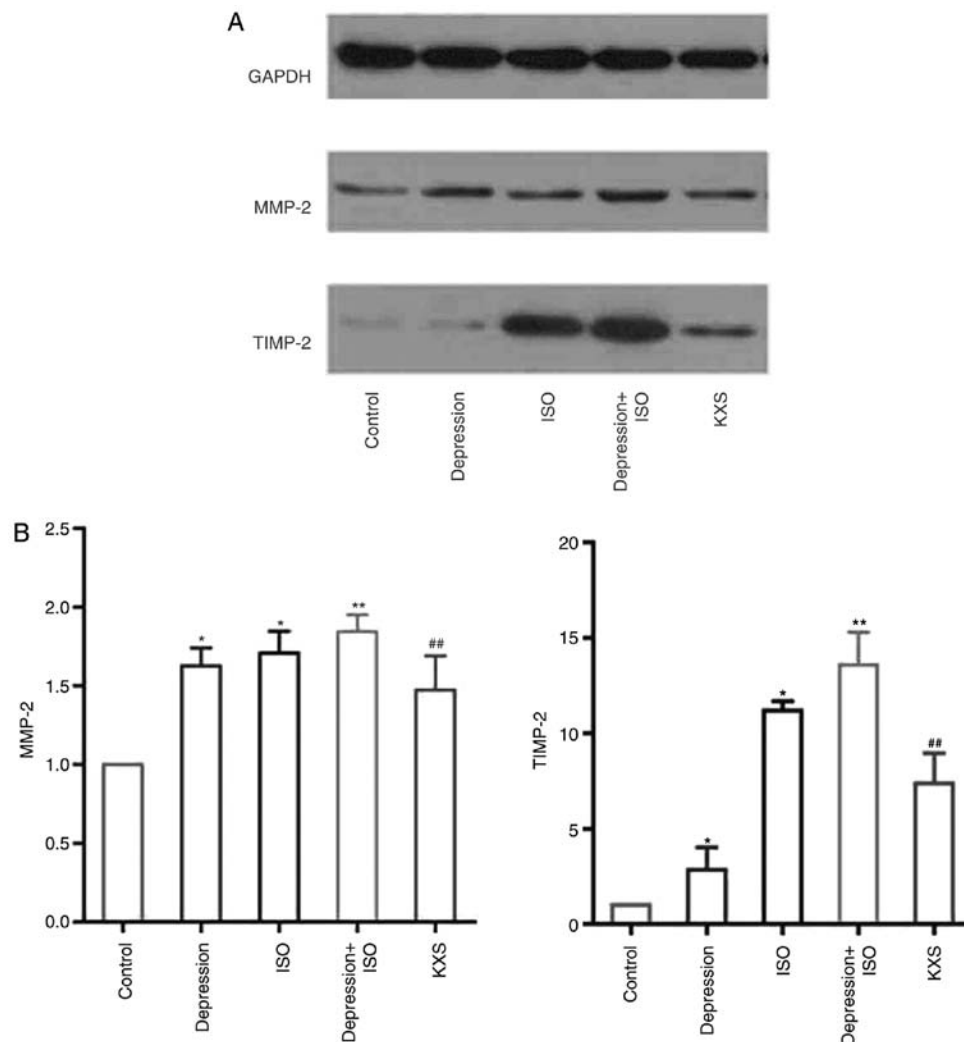 A
GAPDH
MMP-2
TIMP-2
Control
Depression
ISO
Depression+
ISO
KXS
B
MMP-2
2.5
2.0
1.5
1.0
0.5
0.0
*
*
**
##
Control
Depression
ISO
Depression+
ISO
KXS
TIMP-2
20
15
10
5
0
*
*
**
##
Control
Depression
ISO
Depression+
ISO
KXS